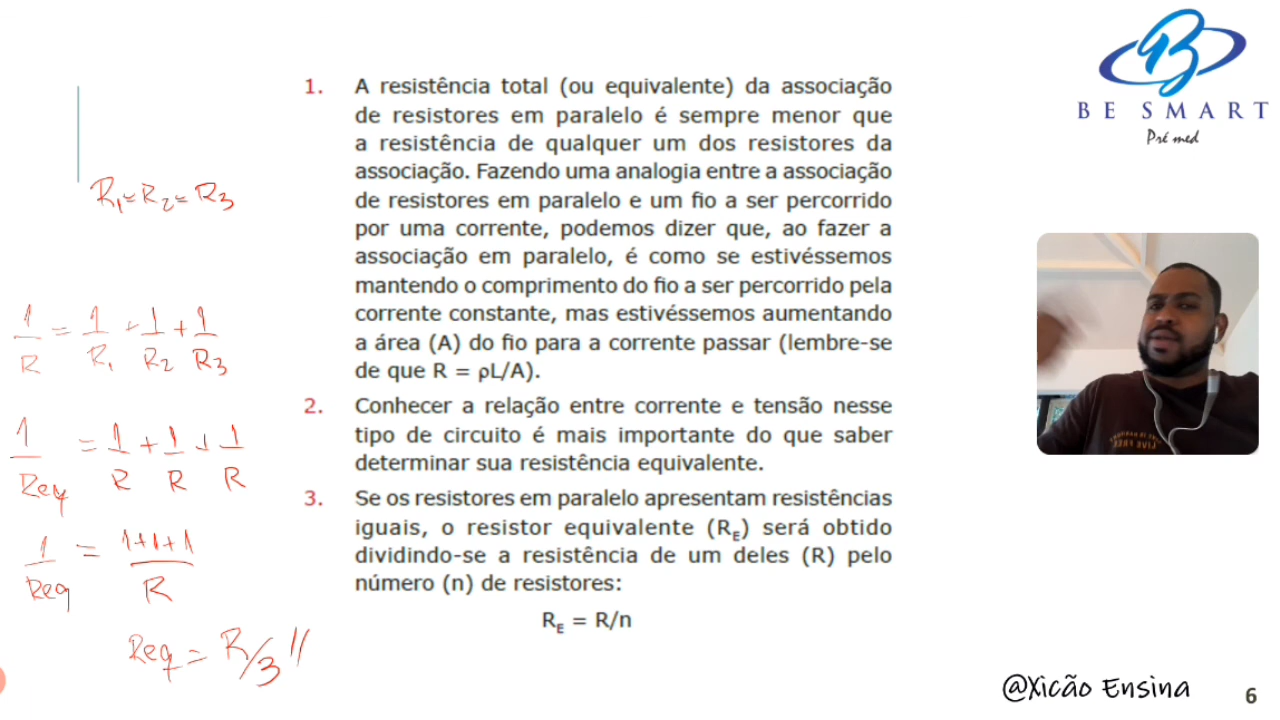 BE SMART
Pré med
1. A resistência total (ou equivalente) da associação
de resistores em paralelo é sempre menor que
a resistência de qualquer um dos resistores da
associação. Fazendo uma analogia entre a associação
de resistores em paralelo e um fio a ser percorrido
por uma corrente, podemos dizer que, ao fazer a
associação em paralelo, é como se estivéssemos
mantendo o comprimento do fio a ser percorrido pela
corrente constante, mas estivéssemos aumentando
a área (A) do fio para a corrente passar (lembre-se
de que R = ρL/A).
2. Conhecer a relação entre corrente e tensão nesse
tipo de circuito é mais importante do que saber
determinar sua resistência equivalente.
3. Se os resistores em paralelo apresentam resistências
iguais, o resistor equivalente (R_E) será obtido
dividindo-se a resistência de um deles (R) pelo
número (n) de resistores:
R_E = R/n
R₁ = R₂ = R₃
1/R = 1/R₁ + 1/R₂ + 1/R₃
1/Req = 1/R + 1/R + 1/R
1/Req = 1+1+1/R
Req = R/3 //
LIVE FREE
@Xicão Ensina
6